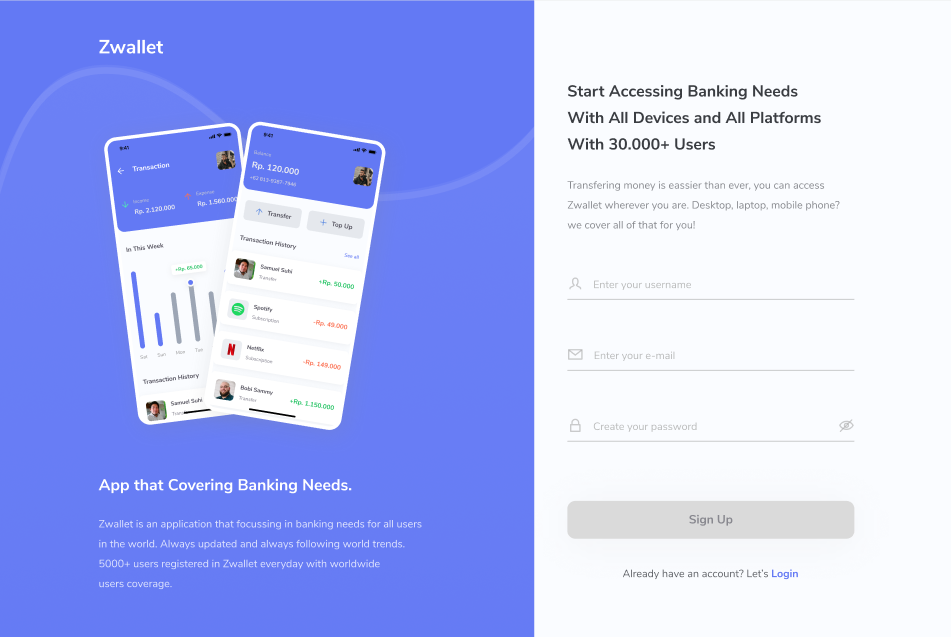 Zwallet
9:41
Transaction
Income
Rp. 2.120.000
Expense
Rp. 1.560.000
In This Week
+Rp. 65.000
Sat
Sun
Mon
Tue
Transaction History
Samuel Suhi
9:41
Balance
Rp. 120.000
+62 813-9387-7946
Transfer
Top Up
Transaction History
See all
Samuel Suhi
Transfer
+Rp. 50.000
Spotify
Subscription
-Rp. 49.000
Netflix
Subscription
-Rp. 149.000
Bobi Sammy
Transfer
+Rp. 1.150.000
App that Covering Banking Needs.
Zwallet is an application that focussing in banking needs for all users
in the world. Always updated and always following world trends.
5000+ users registered in Zwallet everyday with worldwide
users coverage.
Start Accessing Banking Needs
With All Devices and All Platforms
With 30.000+ Users
Transfering money is eassier than ever, you can access
Zwallet wherever you are. Desktop, laptop, mobile phone?
we cover all of that for you!
Enter your username
Enter your e-mail
Create your password
Sign Up
Already have an account? Let's Login